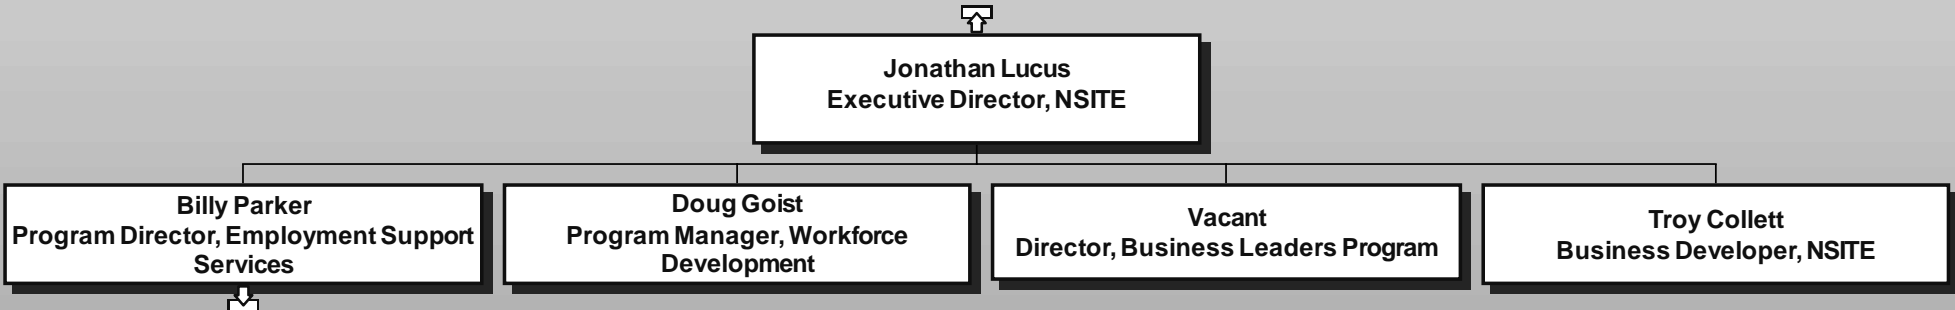 Jonathan Lucus
Executive Director, NSITE
Billy Parker
Program Director, Employment Support
Services
Doug Goist
Program Manager, Workforce
Development
Vacant
Director, Business Leaders Program
Troy Collett
Business Developer, NSITE